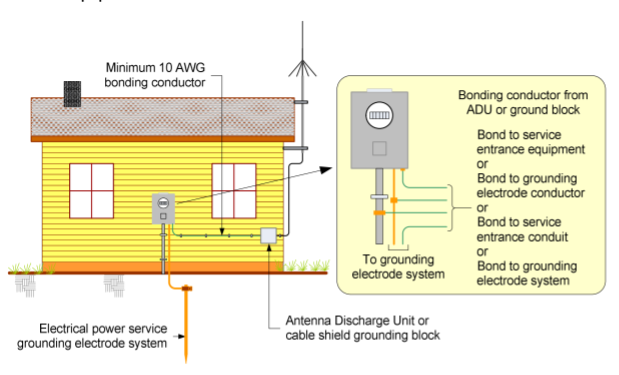 Minimum 10 AWG
bonding conductor
Bonding conductor from
ADU or ground block
Bond to service
entrance equipment
or
Bond to grounding
electrode conductor
or
Bond to service
entrance conduit
or
Bond to grounding
electrode system
To grounding
electrode system
Electrical power service
grounding electrode system
Antenna Discharge Unit or
cable shield grounding block